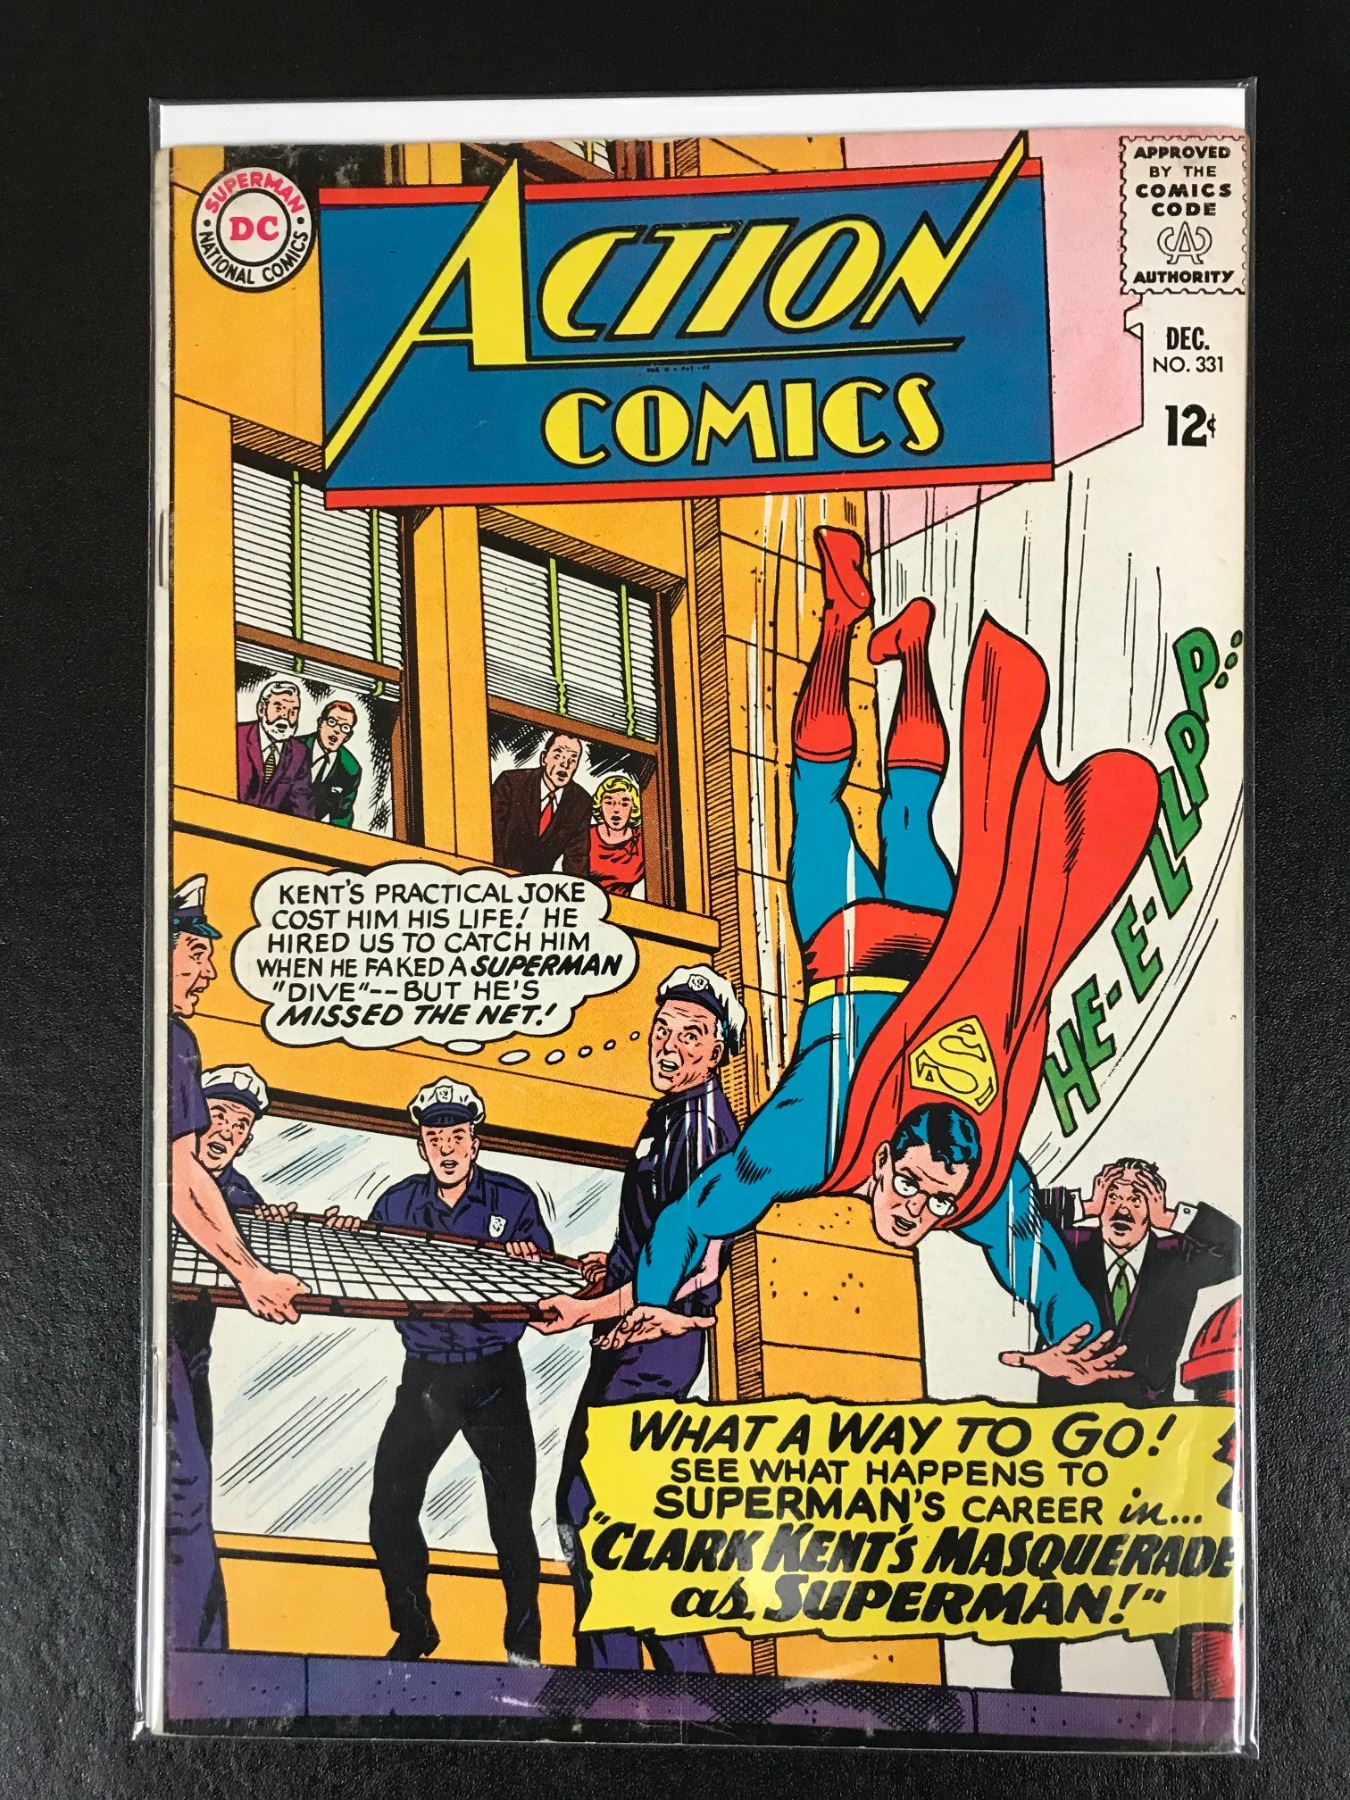 SUPERMAN
DC
NATIONAL COMICS
ACTION
COMICS
APPROVED
BY THE
COMICS
CODE
CA
AUTHORITY
DEC.
NO. 331
12¢
KENT'S PRACTICAL JOKE
COST HIM HIS LIFE! HE
HIRED US TO CATCH HIM
WHEN HE FAKED A SUPERMAN
"DIVE"--BUT HE'S
MISSED THE NET!
HE-E-E-LLPP...
S
WHAT A WAY TO GO!
SEE WHAT HAPPENS TO
SUPERMAN'S CAREER in...
"CLARK KENT'S MASQUERADE
as SUPERMAN!"